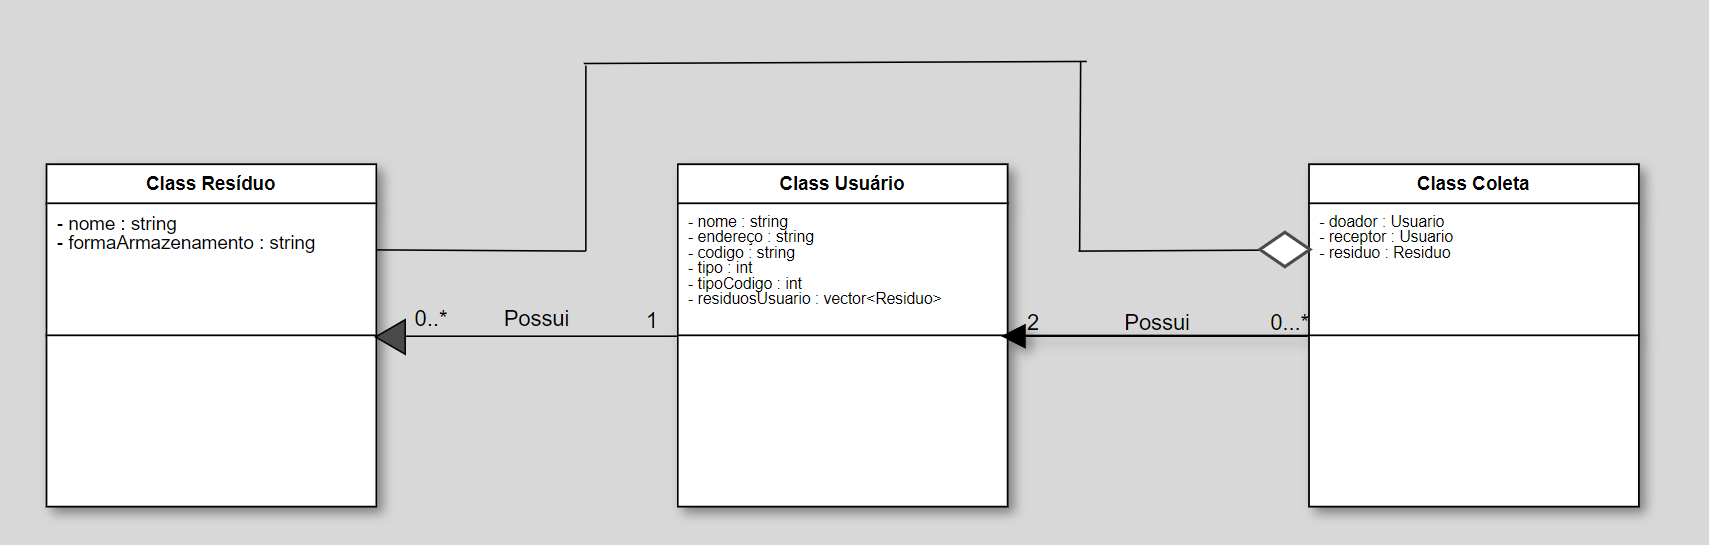 Class Resíduo
- nome : string
- formaArmazenamento : string
0..*
Possui
1
Class Usuário
- nome : string
- endereço : string
- codigo : string
- tipo : int
- tipoCodigo : int
- residuosUsuario : vector<Residuo>
2
Possui
0...*
Class Coleta
- doador : Usuario
- receptor : Usuario
- residuo : Residuo